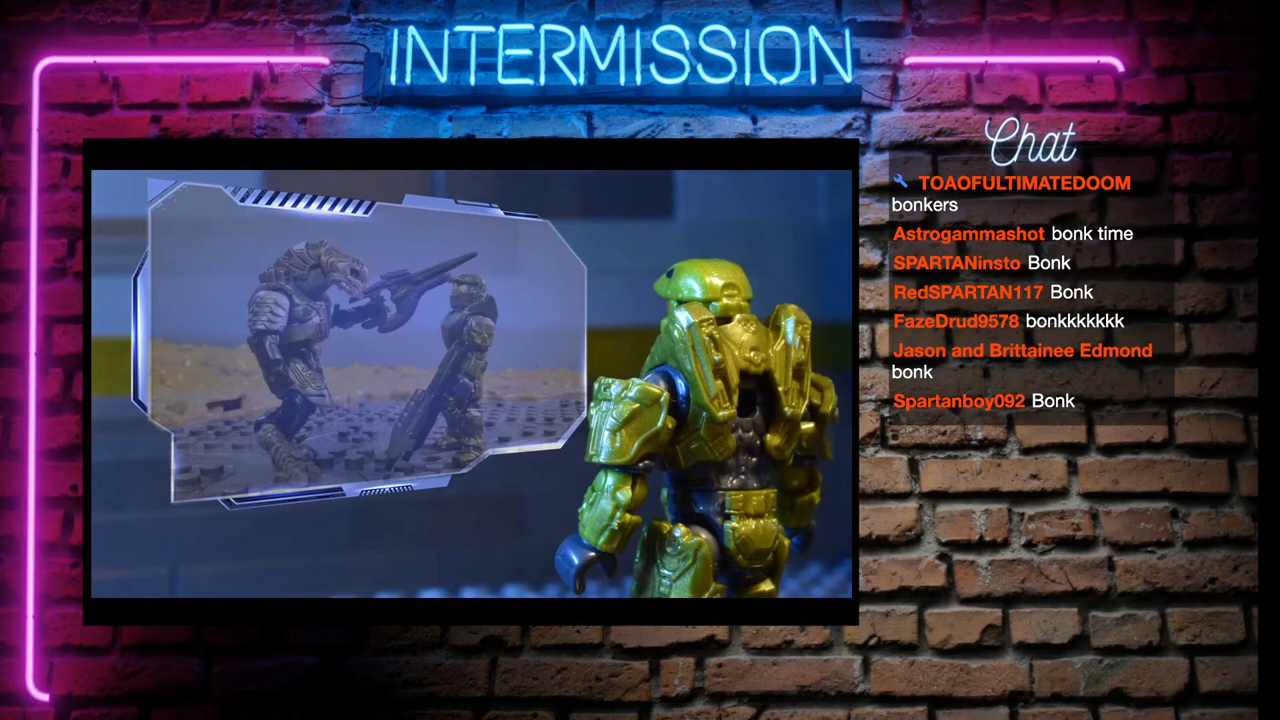 INTERMISSION
Chat
TOAOFULTIMATEDOOM
bonkers
Astrogammashot bonk time
SPARTANinsto Bonk
RedSPARTAN117 Bonk
FazeDrud9578 bonkkkkkkk
Jason and Brittainee Edmond
bonk
Spartanboy092 Bonk